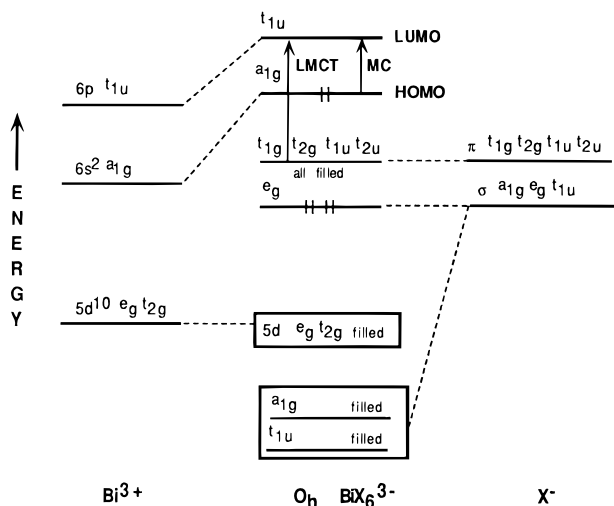 t1u
LUMO
6p t1u
LMCT
MC
a1g
HOMO
t1g t2g t1u t2u
all filled
π t1g t2g t1u t2u
6s2 a1g
eg
σ a1g eg t1u
ENERGY
5d10 eg t2g
5d eg t2g filled
a1g filled
t1u filled
Bi3+
Oh BiX63-
X-